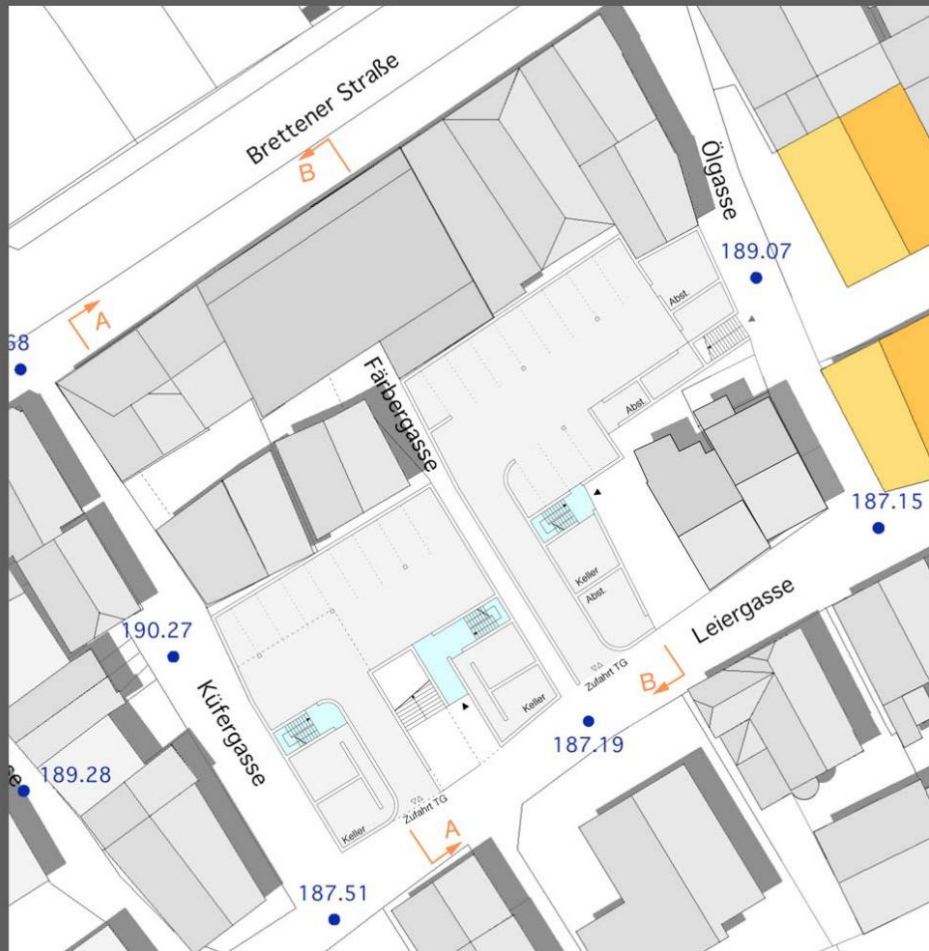 Brettener Straße
B
Ölgasse
189.07
A
68
Abst.
Färbergasse
Abst.
187.15
Keller
Abst.
Leiergasse
190.27
Zufahrt TG
B
Keller
Küfergasse
187.19
189.28
Keller
Zufahrt TG
A
187.51